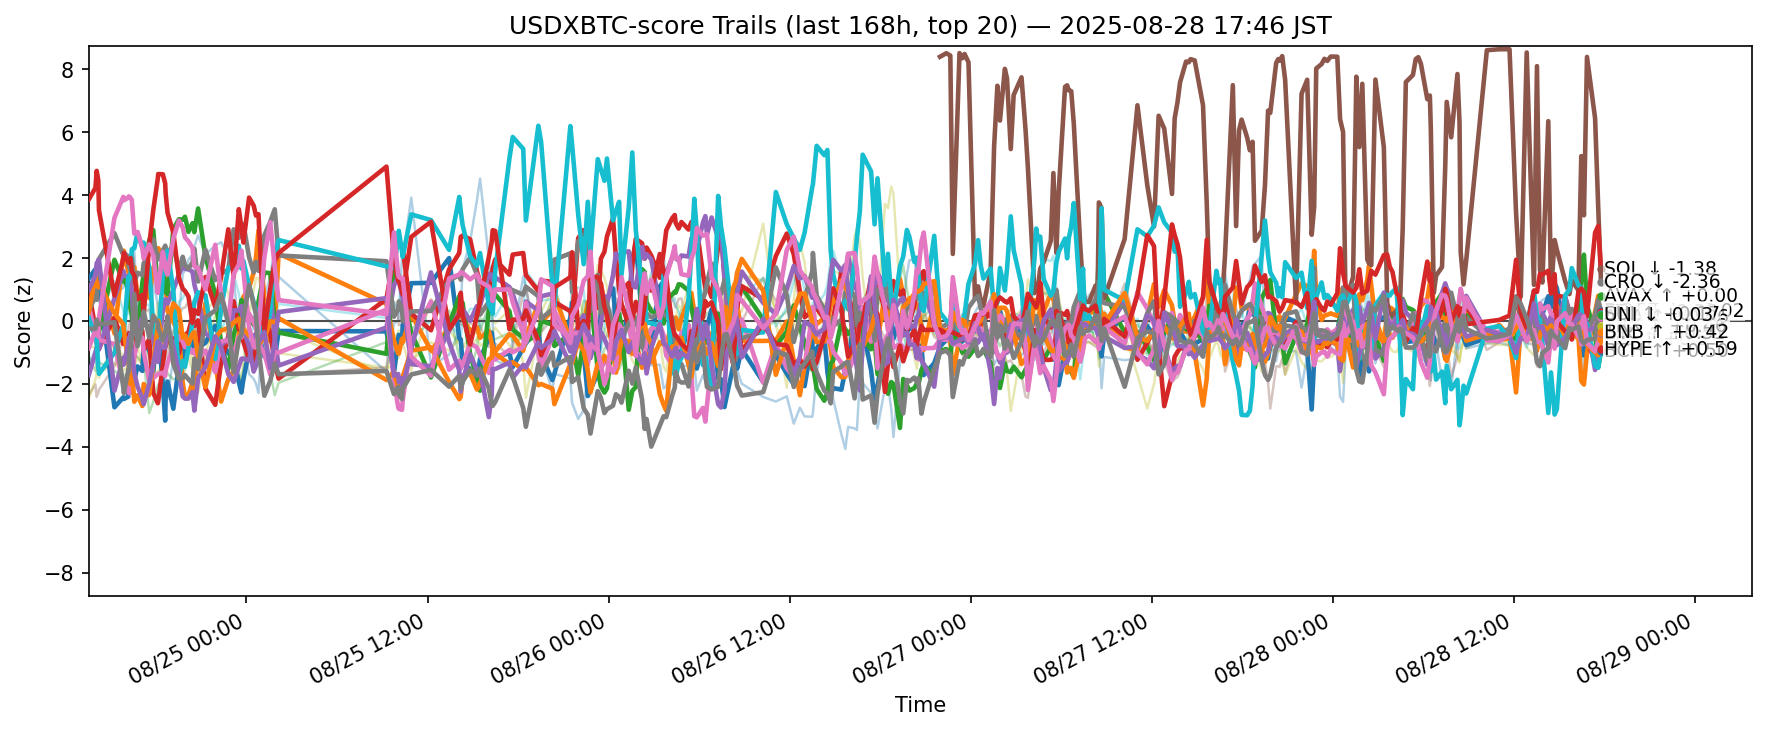 USDXBTC-score Trails (last 168h, top 20) — 2025-08-28 17:46 JST
Score (z)
8
6
4
2
0
−2
−4
−6
−8
SOL ↓ -1.38
CRO ↓ -2.36
AVAX ↑ +0.00
UNI ↓ -0.03
BNB ↑ +0.42
HYPE ↑ +0.59
08/25 00:00
08/25 12:00
08/26 00:00
08/26 12:00
08/27 00:00
08/27 12:00
08/28 00:00
08/28 12:00
08/29 00:00
Time